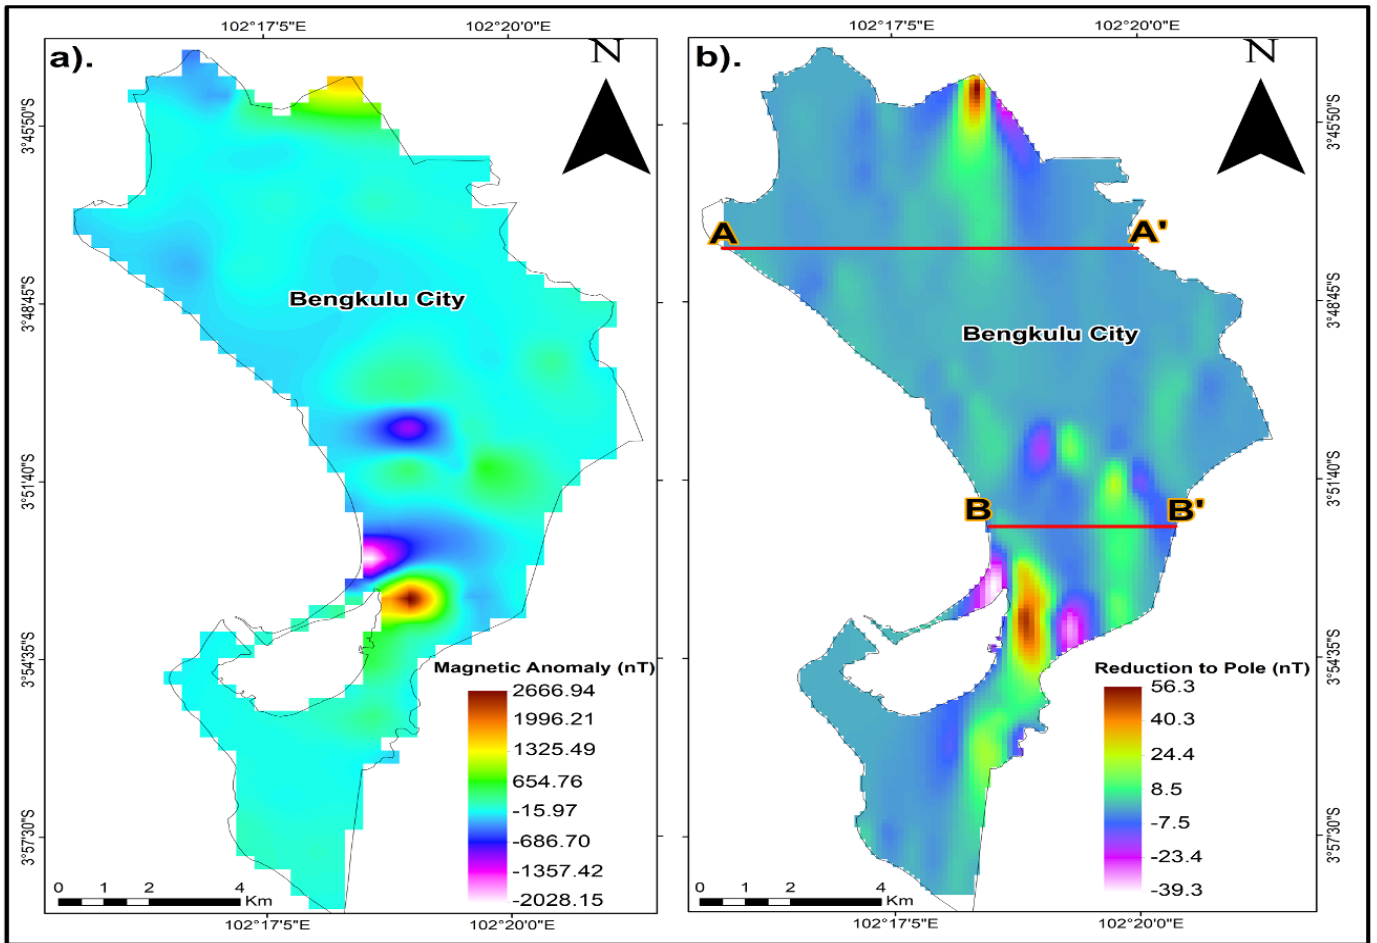 102°17'5"E 102°20'0"E 102°17'5"E 102°20'0"E
a). N b). N
3°45'50"S 3°45'50"S
A A'
3°48'45"S Bengkulu City 3°48'45"S
Bengkulu City
3°51'40"S 3°51'40"S
B B'
3°54'35"S 3°54'35"S
Magnetic Anomaly (nT) Reduction to Pole (nT)
2666.94 56.3
1996.21 40.3
1325.49 24.4
654.76 8.5
-15.97 -7.5
-686.70 -23.4
-1357.42 -39.3
-2028.15
3°57'30"S 3°57'30"S
0 1 2 4 0 1 2 4
Km Km
102°17'5"E 102°20'0"E 102°17'5"E 102°20'0"E